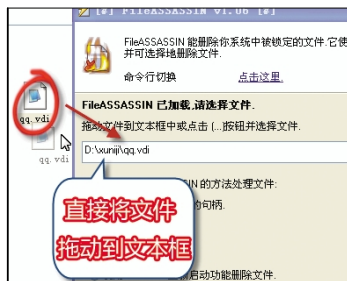 [@] FileASSASSIN v1.06 [@]
FileASSASSIN 能删除你系统中被锁定的文件.它使
并可选择地删除文件.
命令行切换 点击这里.
qq.vdi
FileASSASSIN 已加载,请选择文件.
拖动文件到文本框中或点击 (...)按钮并选择文件.
qq.vdi
D:\xuniji\qq.vdi
IN 的方法处理文件:
的句柄.
直接将文件
拖动到文本框
启动功能删除文件.